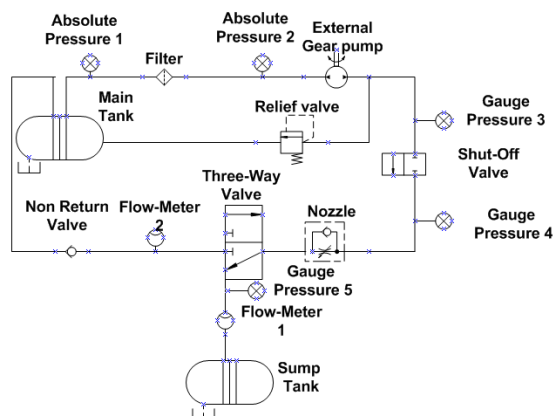 Absolute
Pressure 1
Filter
Absolute
Pressure 2
External
Gear pump
Main
Tank
Relief valve
Gauge
Pressure 3
Shut-Off
Valve
Three-Way
Valve
Non Return
Valve
Flow-Meter
2
Nozzle
Gauge
Pressure 4
Gauge
Pressure 5
Flow-Meter
1
Sump
Tank